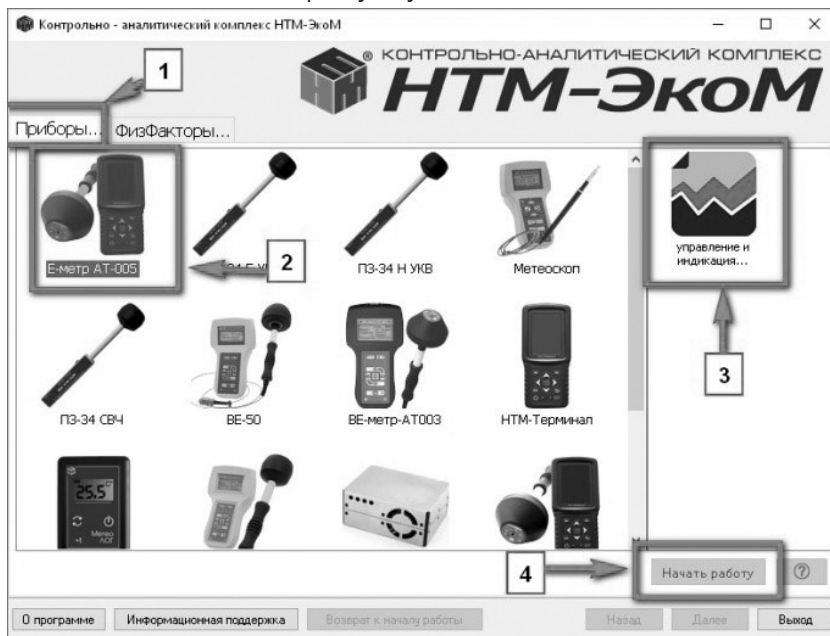 Контрольно - аналитический комплекс НТМ-ЭкоМ
КОНТРОЛЬНО-АНАЛИТИЧЕСКИЙ КОМПЛЕКС
НТМ-ЭкоМ
1
Приборы...
ФизФакторы...
Е-метр АТ-005
2
П3-34 Н УКВ
Метеоскоп
управление и
индикация...
3
П3-34 СВЧ
ВЕ-50
ВЕ-метр-АТ003
НТМ-Терминал
25.5°
Метео
ЛОГ
4
Начать работу
?
О программе
Информационная поддержка
Возврат к началу работы
Назад
Далее
Выход